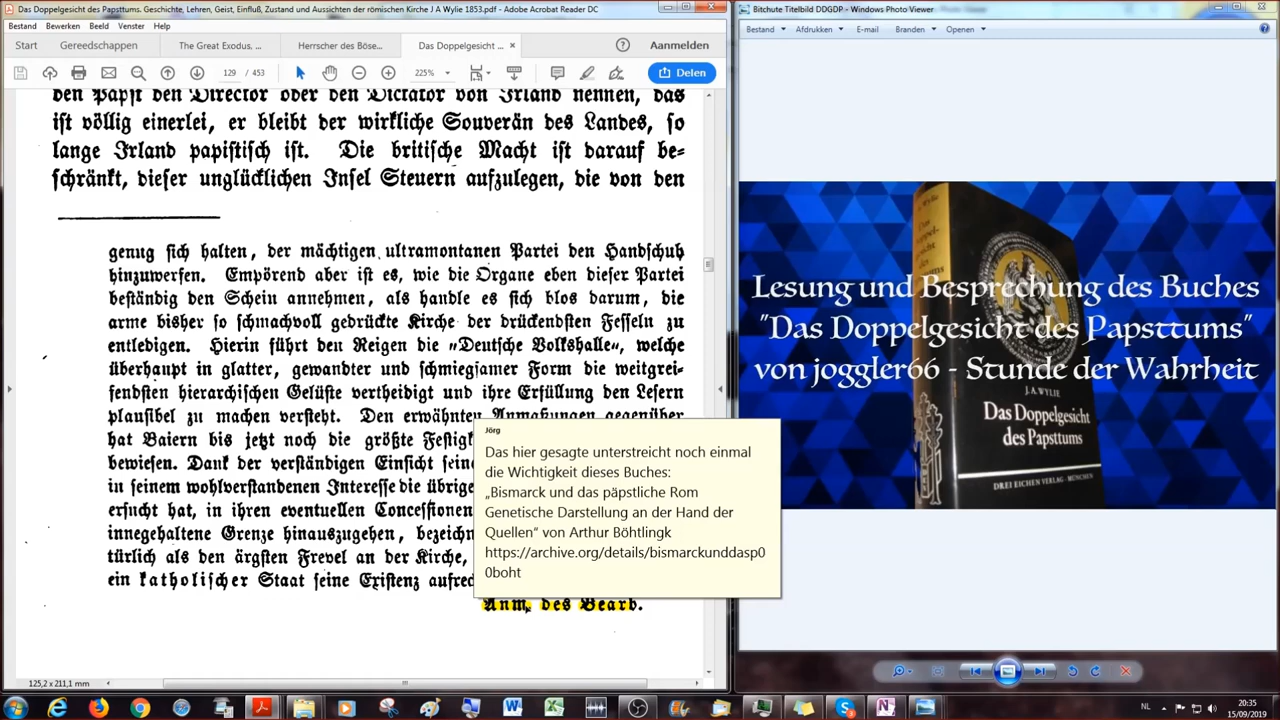 Das Doppelgesicht des Papsttums. Geschichte, Lehren, Geist, Einfluß, Zustand und Aussichten der römischen Kirche J A Wylie 1853.pdf - Adobe Acrobat Reader DC
Bestand Bewerken Beeld Vensters Help
Start Gereedschappen The Great Exodus, ... Herrscher des Böse... Das Doppelgesicht ... × Aanmelden
129 / 453 225% Delen
den Papst den Director oder den Dictator von Irland nennen, das
ist völlig einerlei, er bleibt der wirkliche Souverän des Landes, so
lange Irland papistisch ist. Die britische Macht ist darauf be-
schränkt, dieser unglücklichen Insel Steuern aufzulegen, die von den
genug sich halten, der mächtigen ultramontanen Partei den Handschuh
hinzuwerfen. Empörend aber ist es, wie die Organe eben dieser Partei
beständig den Schein annehmen, als handle es sich blos darum, die
arme bisher so schmachvoll gedrückte Kirche der drückendsten Fesseln zu
entledigen. Hierin führt den Reigen die „Deutsche Volkshalle“, welche
überhaupt in glatter, gewandter und schmiegsamer Form die weitgrei-
fendsten hierarchischen Gelüste vertheidigt und ihre Erfüllung den Lesern
plausibel zu machen versteht. Den erwähnten Anmaßungen gegenüber
hat Baiern bis jetzt noch die größte
bewiesen. Dank der verständigen Einsicht
in seinem wohlverstandenen Interesse die
ersucht hat, in ihren eventuellen Concessionen
innegehaltene Grenze hinauszugehen,
türlich als den ärgsten Frevel an der Kirche,
ein katholischer Staat seine Existenz
Anm. des Bearb.
Jörg
Das hier gesagte unterstreicht noch einmal
die Wichtigkeit dieses Buches:
„Bismarck und das päpstliche Rom
Genetische Darstellung an der Hand der
Quellen“ von Arthur Böhtlingk
https://archive.org/details/bismarckunddasp0
0boht
125,2 x 211,1 mm
Bitchute Titelbild DDGDP - Windows Photo Viewer
Bestand Afdrukken E-mail Branden Openen
Lesung und Besprechung des Buches
"Das Doppelgesicht des Papsttums"
von joggler66 - Stunde der Wahrheit
J.A.WYLIE
Das Doppelgesicht
des Papsttums
DREI EICHEN VERLAG · MÜNCHEN
NL 20:35
15/09/2019